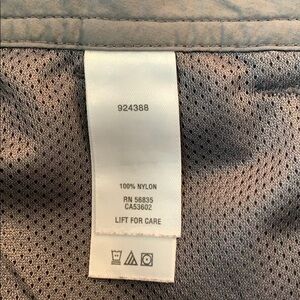 924388
100% NYLON
RN 56835
CA53602
LIFT FOR CARE